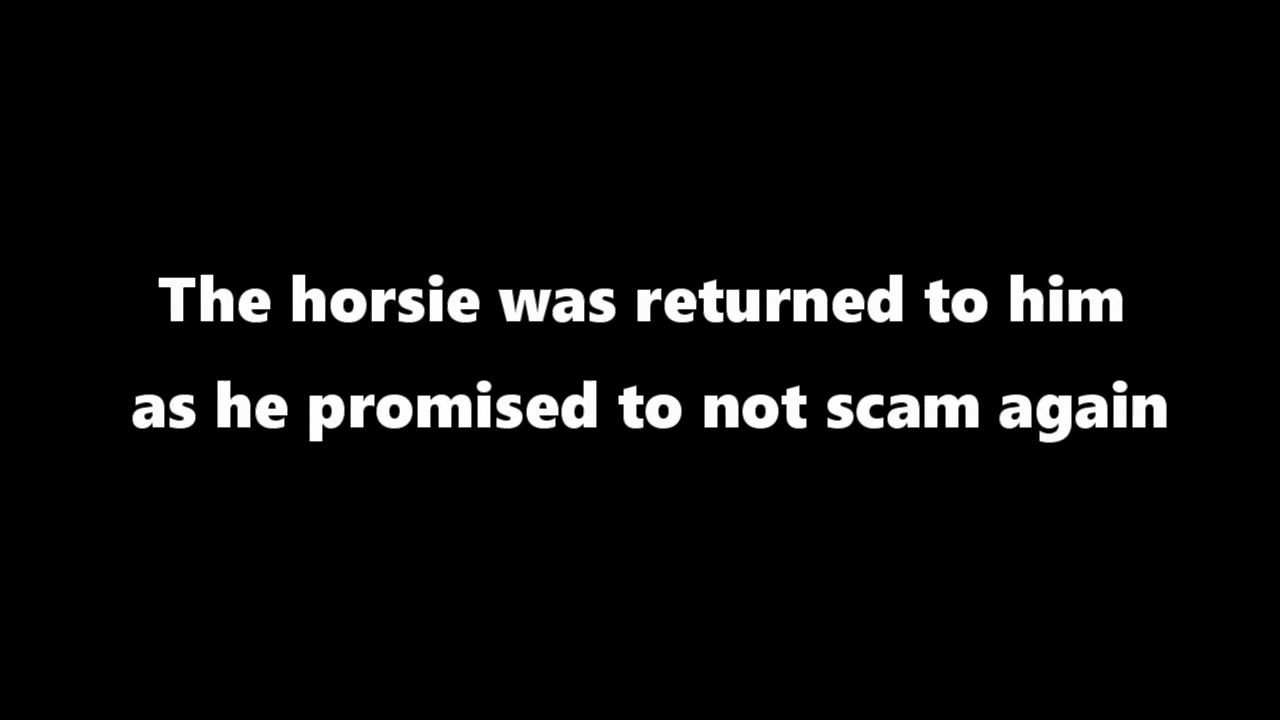 The horsie was returned to him
as he promised to not scam again